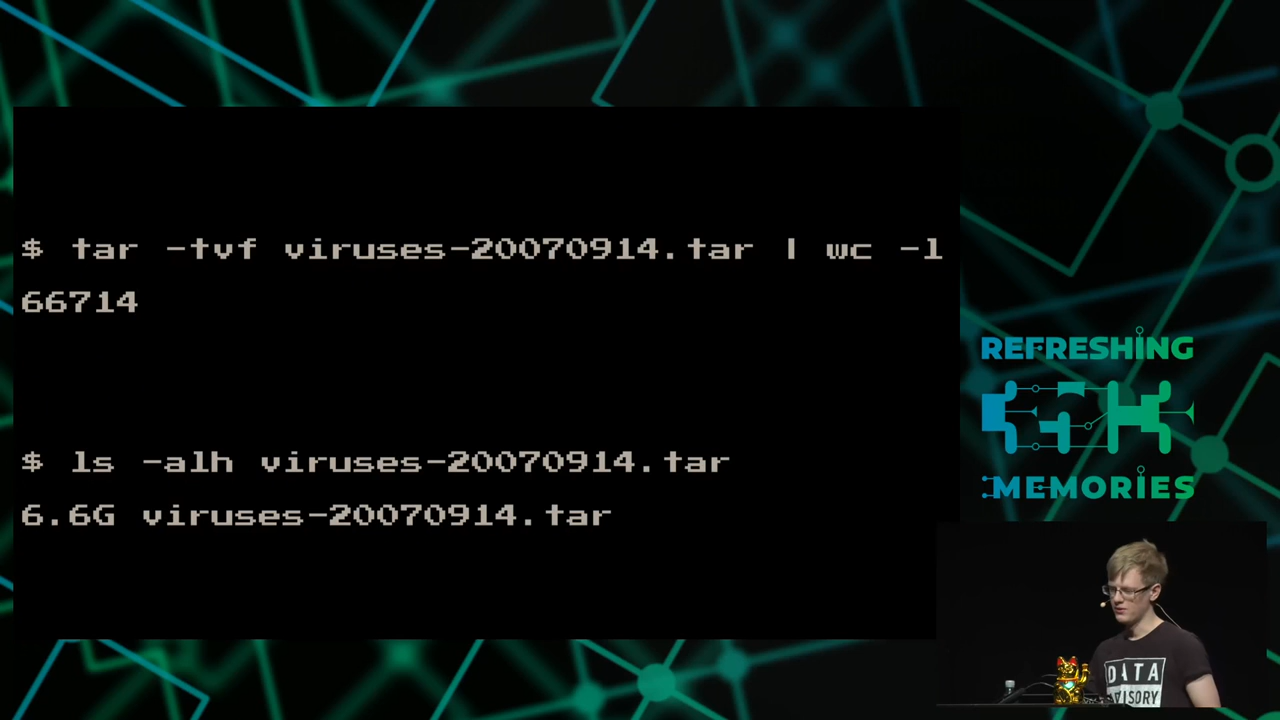 $ tar -tvf viruses-20070914.tar | wc -l
66714
$ ls -alh viruses-20070914.tar
6.6G viruses-20070914.tar
REFRESHING
35C3
MEMORIES
DATA